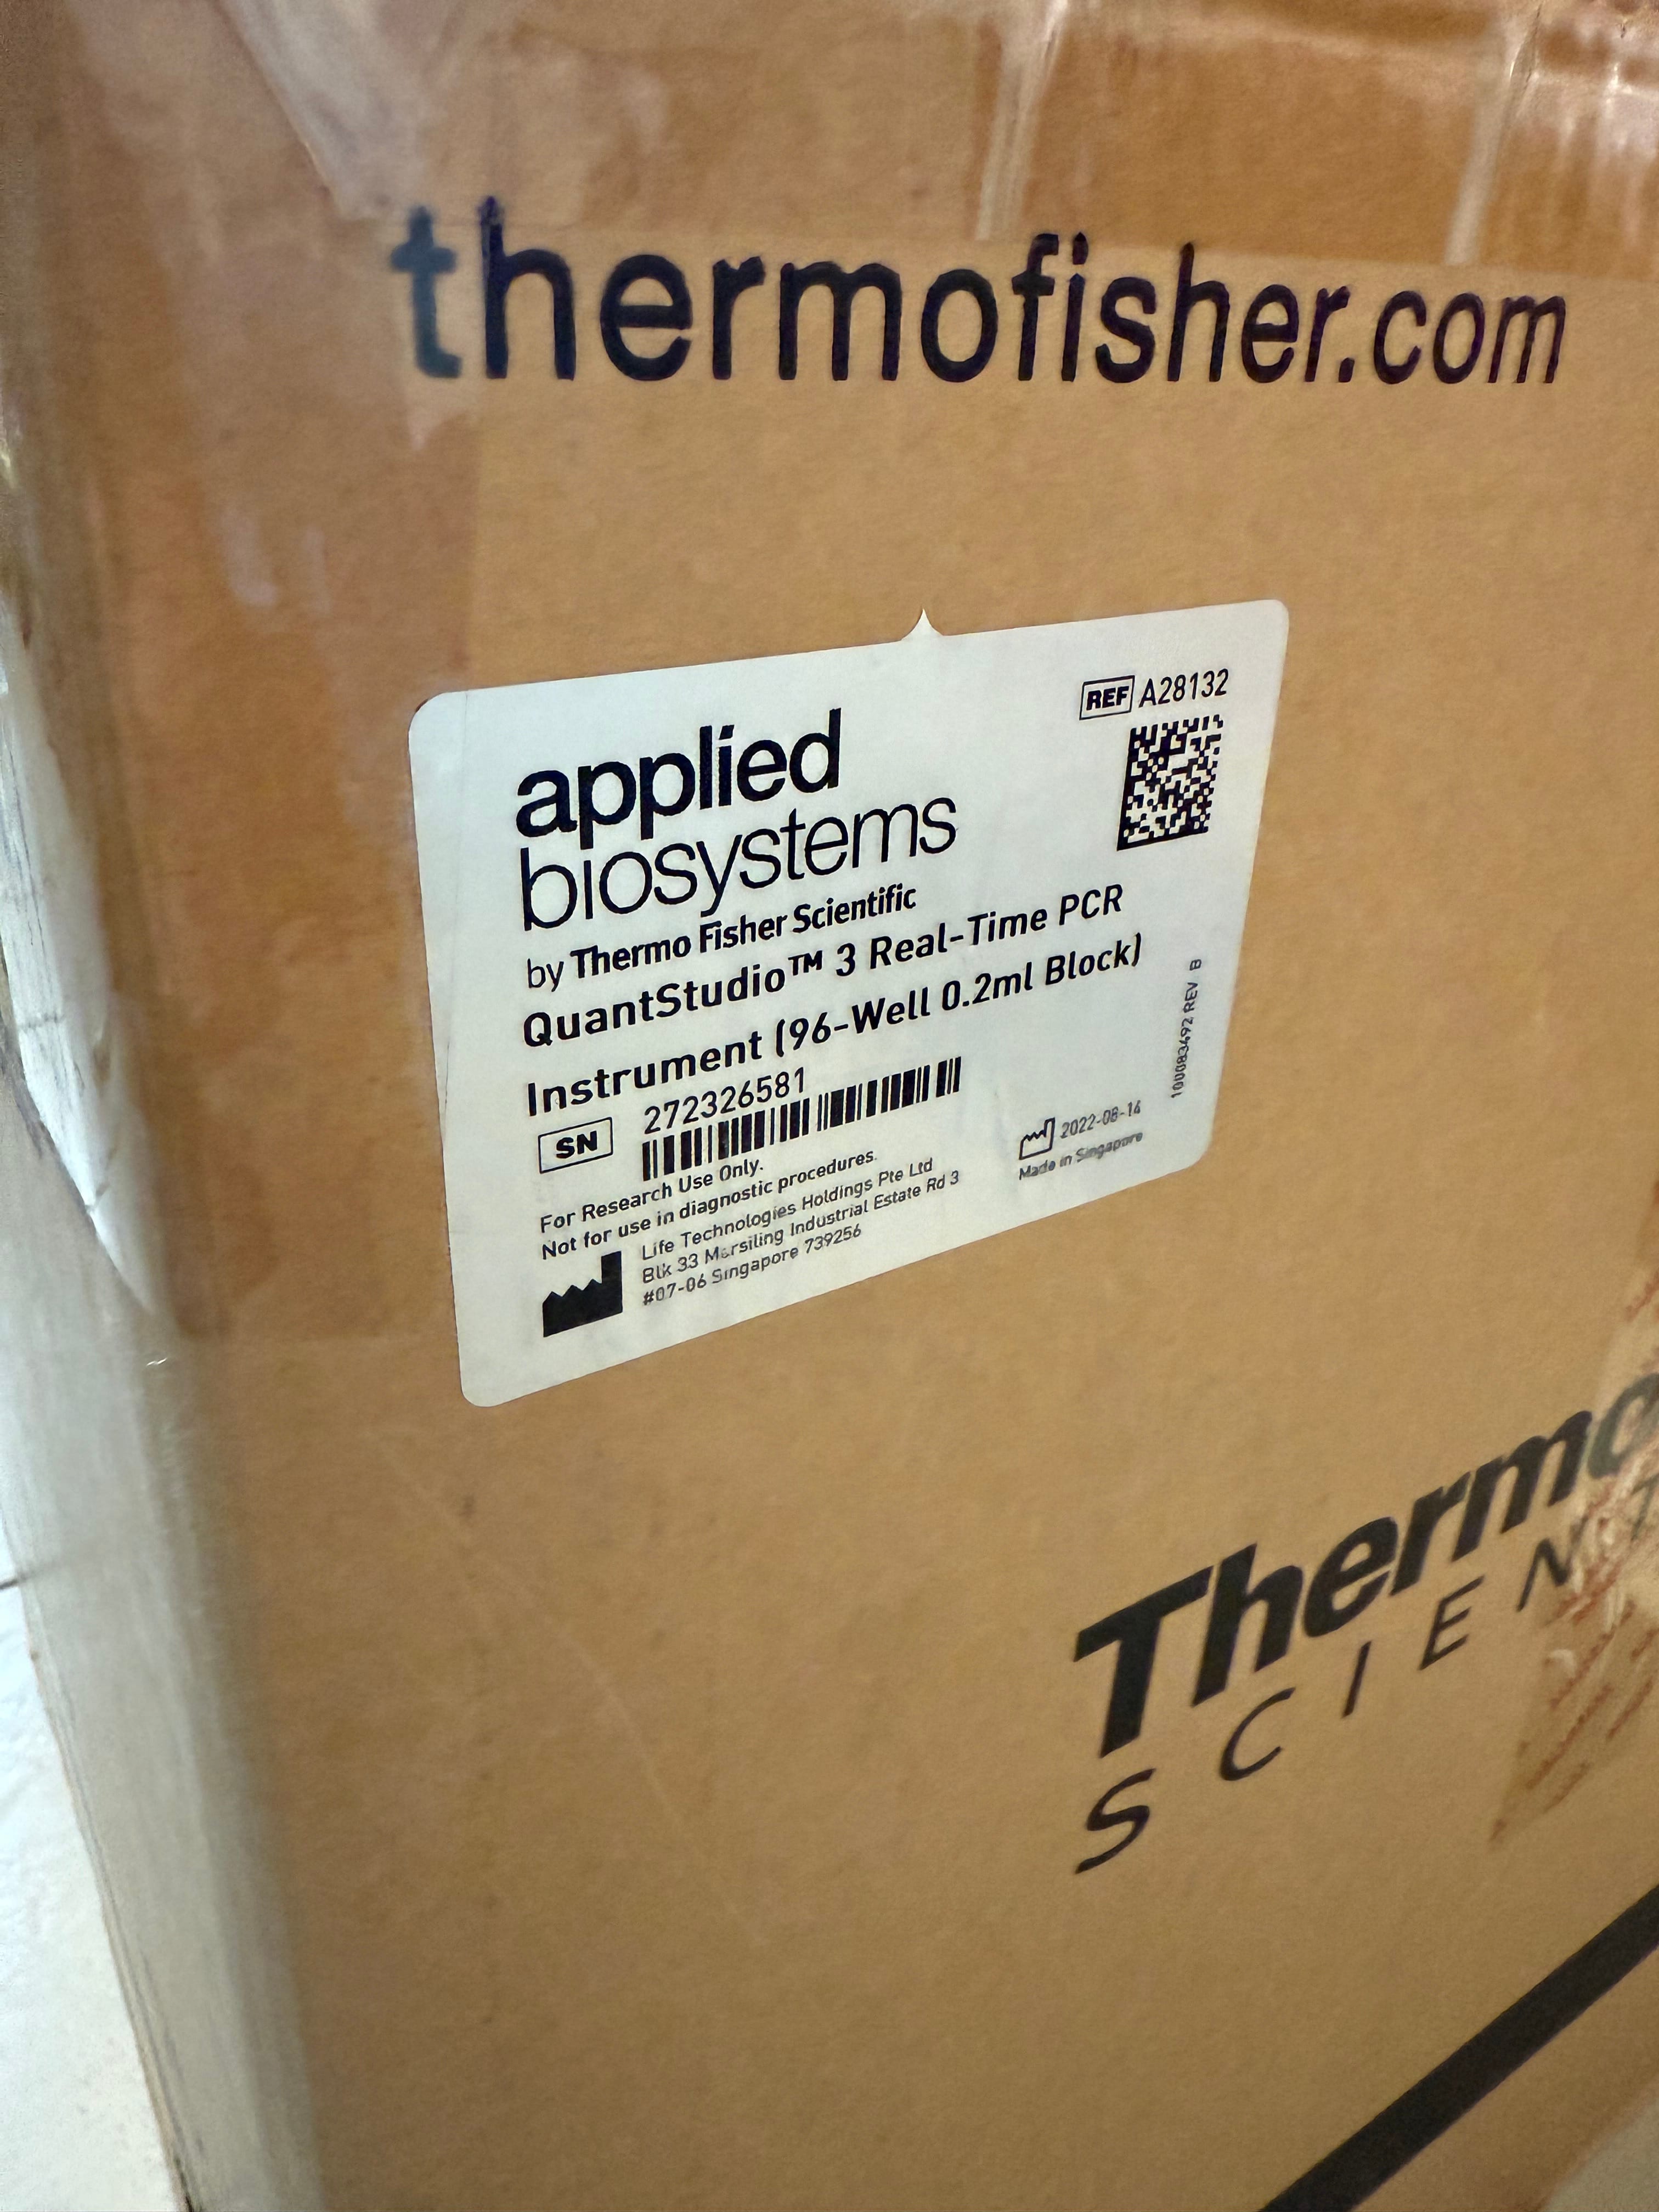 thermofisher.com
REF A28132
applied
biosystems
by Thermo Fisher Scientific
QuantStudio™ 3 Real-Time PCR
Instrument (96-Well 0.2ml Block)
SN 272326581
For Research Use Only.
Not for use in diagnostic procedures.
Life Technologies Holdings Pte Ltd
Blk 33 Marsiling Industrial Estate Rd 3
#07-06 Singapore 739256
2022-08-14
Made in Singapore
100083492 REV B
Thermo
SCIENT